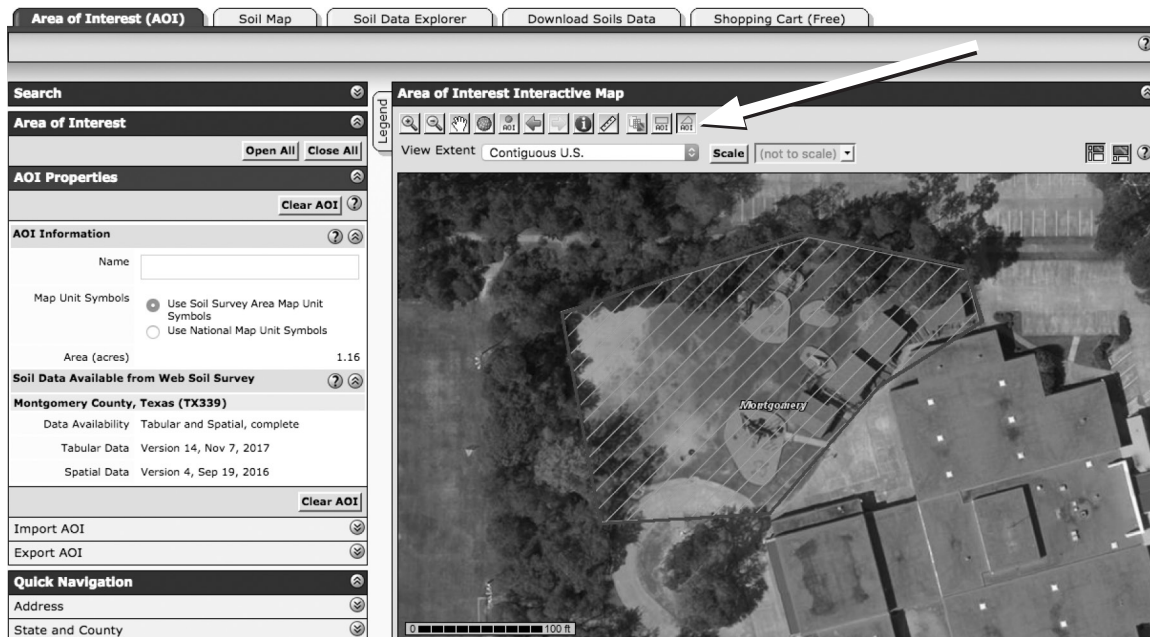 Area of Interest (AOI)
Soil Map
Soil Data Explorer
Download Soils Data
Shopping Cart (Free)
?
Search
Area of Interest
Open All Close All
AOI Properties
Clear AOI ?
AOI Information ?
Name
Map Unit Symbols
Use Soil Survey Area Map Unit
Symbols
Use National Map Unit Symbols
Area (acres) 1.16
Soil Data Available from Web Soil Survey ?
Montgomery County, Texas (TX339)
Data Availability Tabular and Spatial, complete
Tabular Data Version 14, Nov 7, 2017
Spatial Data Version 4, Sep 19, 2016
Clear AOI
Import AOI
Export AOI
Quick Navigation
Address
State and County
Legend
Area of Interest Interactive Map
AOI i AOI AOI
View Extent Contiguous U.S. Scale (not to scale) ?
Montgomery
0 100 ft